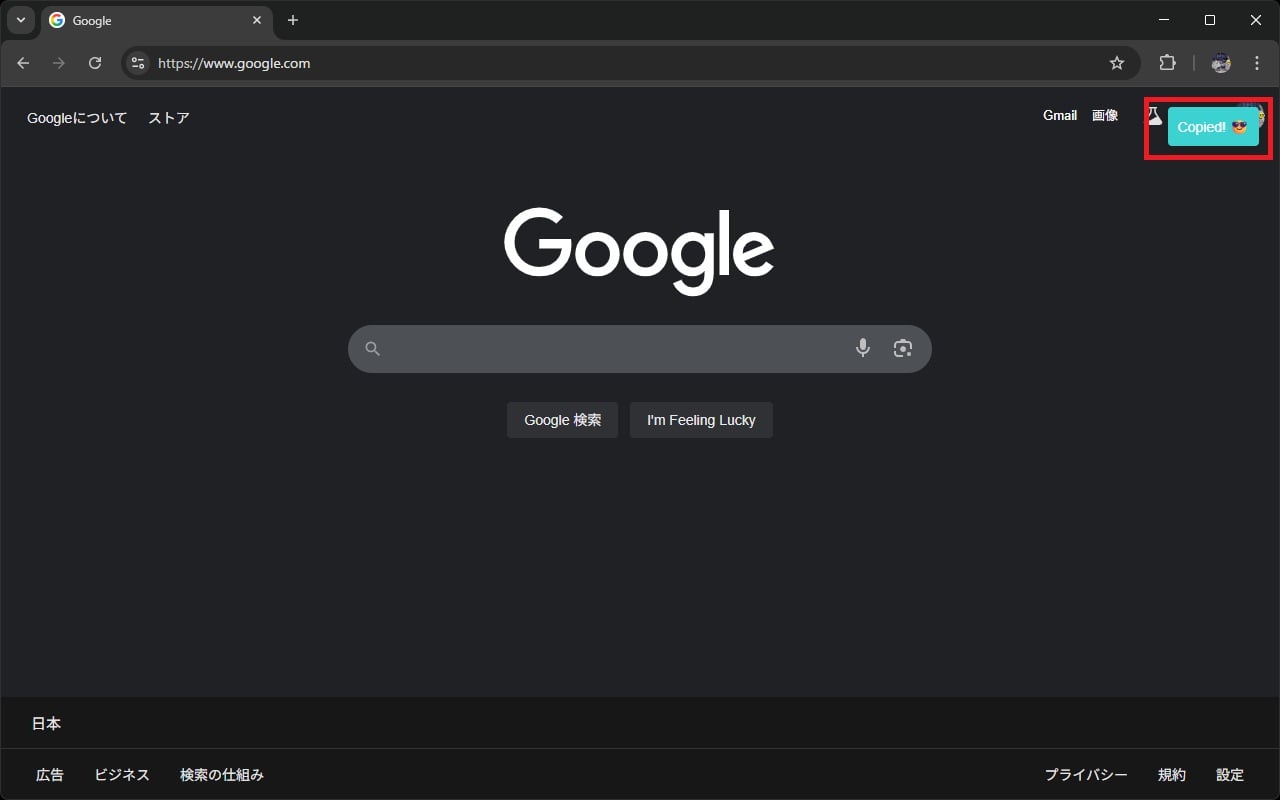 Google
https://www.google.com
Googleについて ストア
Gmail 画像
Copied! 😎
Google
Google 検索 I'm Feeling Lucky
日本
広告 ビジネス 検索の仕組み プライバシー 規約 設定